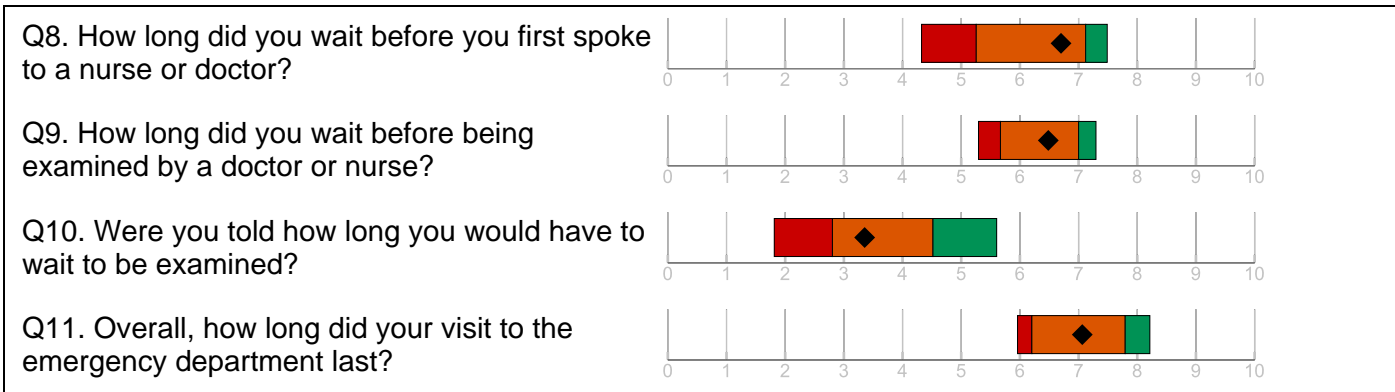 Q8. How long did you wait before you first spoke
to a nurse or doctor?
0 1 2 3 4 5 6 7 8 9 10
Q9. How long did you wait before being
examined by a doctor or nurse?
0 1 2 3 4 5 6 7 8 9 10
Q10. Were you told how long you would have to
wait to be examined?
0 1 2 3 4 5 6 7 8 9 10
Q11. Overall, how long did your visit to the
emergency department last?
0 1 2 3 4 5 6 7 8 9 10